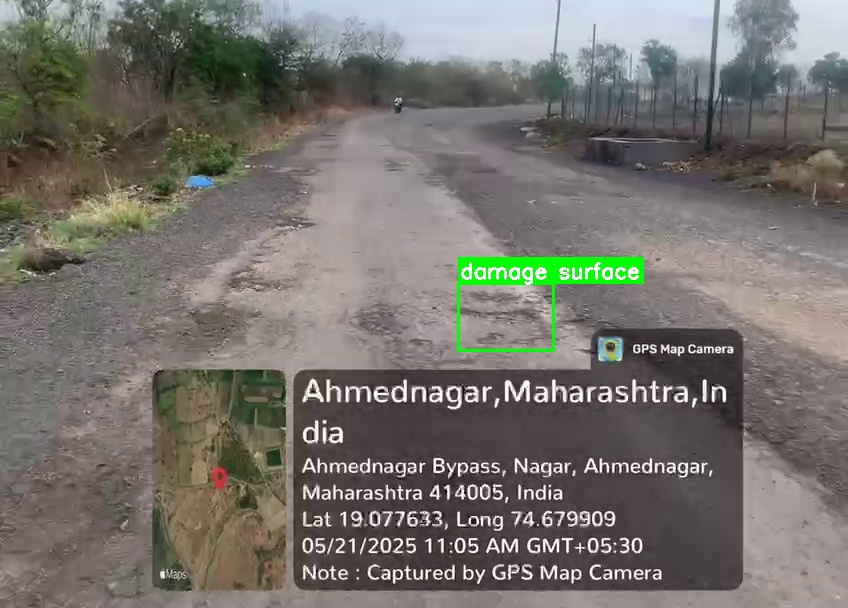 damage surface
GPS Map Camera
Ahmednagar,Maharashtra,In
dia
Ahmednagar Bypass, Nagar, Ahmednagar,
Maharashtra 414005, India
Lat 19.077633, Long 74.679909
05/21/2025 11:05 AM GMT+05:30
Note : Captured by GPS Map Camera
Maps